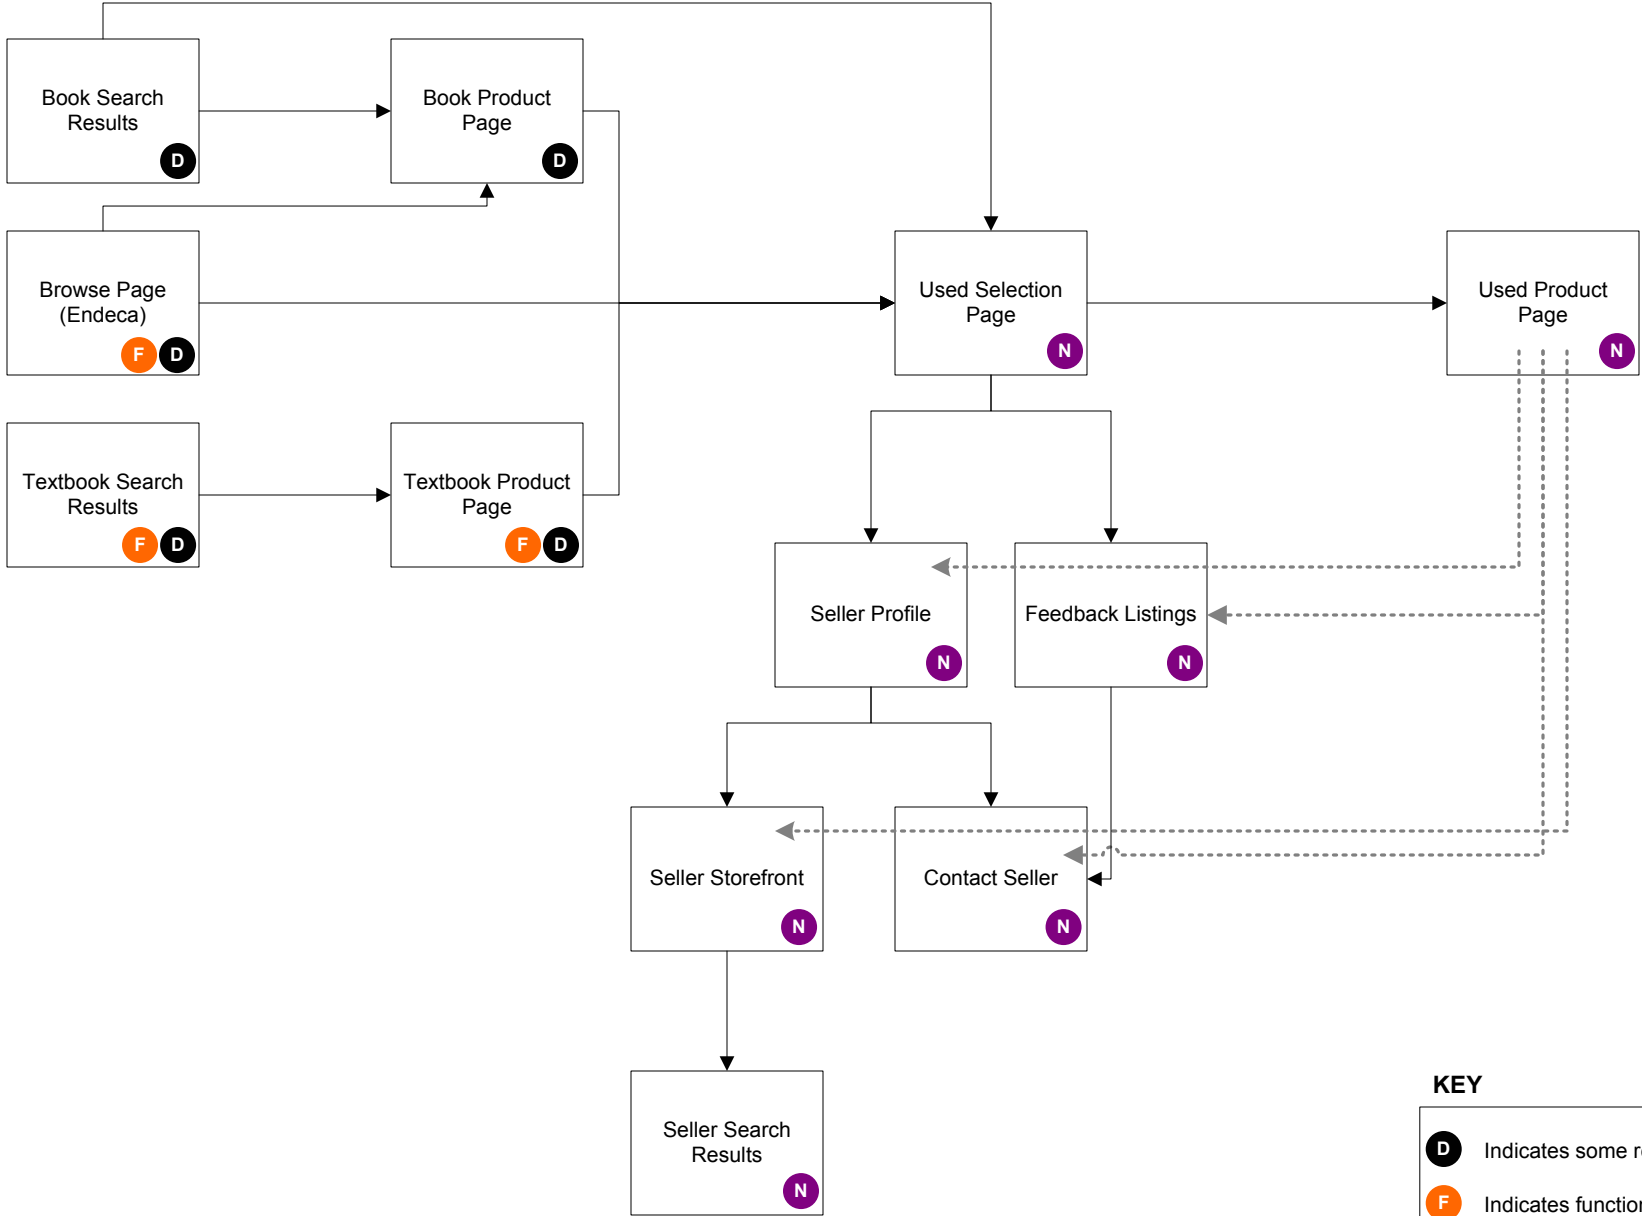 Book Search
Results
D
Book Product
Page
D
Browse Page
(Endeca)
F D
Used Selection
Page
N
Used Product
Page
N
Textbook Search
Results
F D
Textbook Product
Page
F D
Seller Profile
N
Feedback Listings
N
Seller Storefront
N
Contact Seller
N
Seller Search
Results
N
KEY
D Indicates some
F Indicates